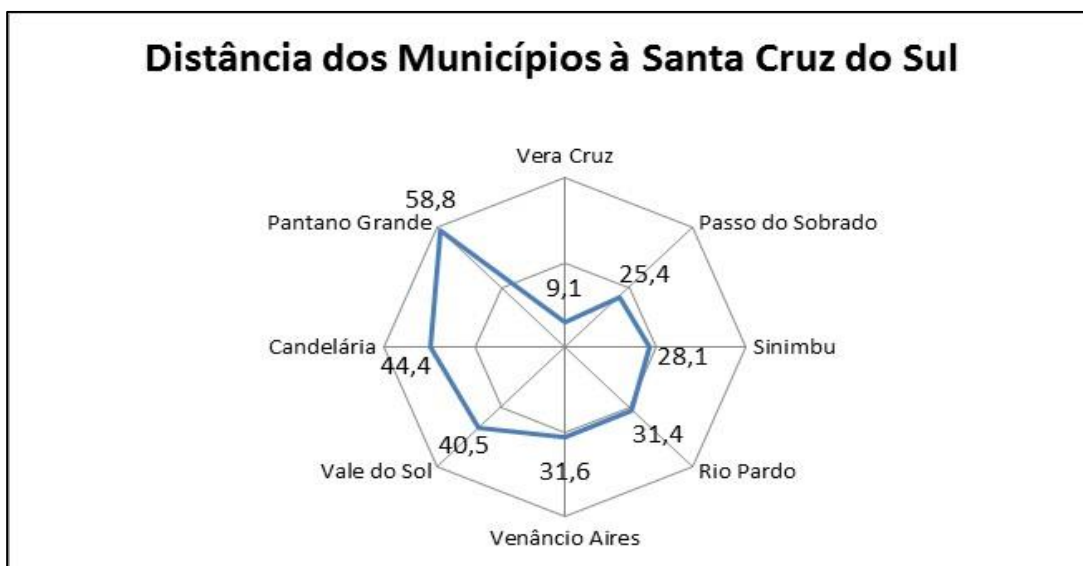 Distância dos Municípios à Santa Cruz do Sul
Vera Cruz
9,1
Passo do Sobrado
25,4
Sinimbu
28,1
Rio Pardo
31,4
Venâncio Aires
31,6
Vale do Sol
40,5
Candelária
44,4
Pantano Grande
58,8